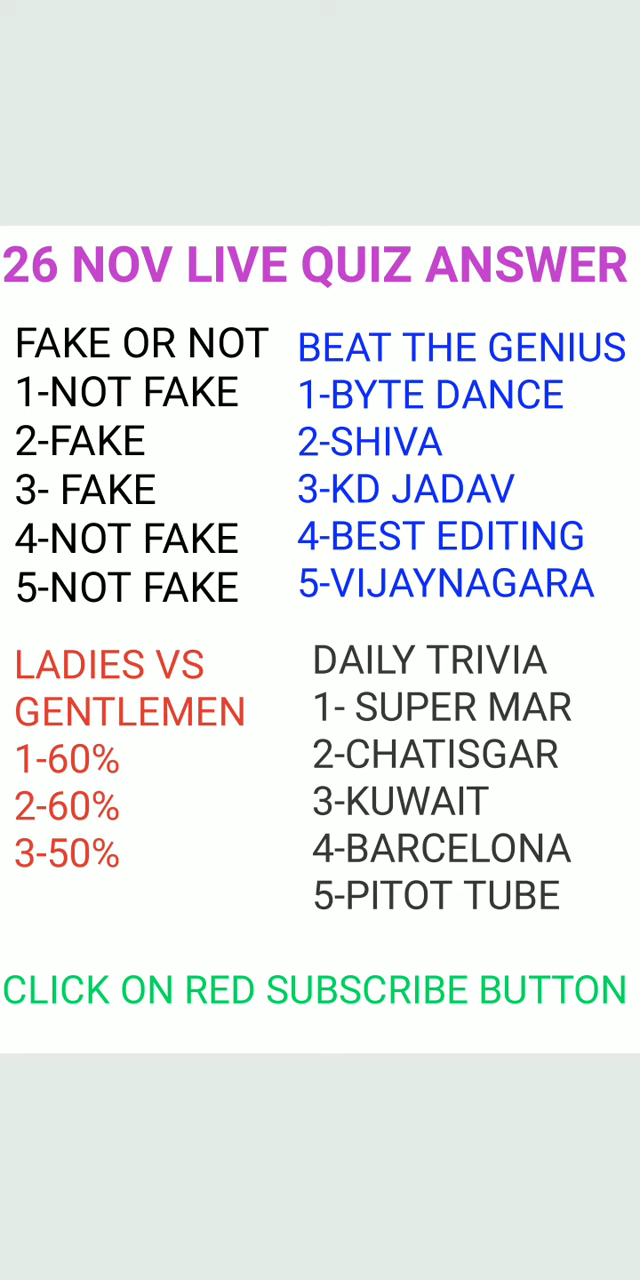 26 NOV LIVE QUIZ ANSWER
FAKE OR NOT
1-NOT FAKE
2-FAKE
3- FAKE
4-NOT FAKE
5-NOT FAKE
BEAT THE GENIUS
1-BYTE DANCE
2-SHIVA
3-KD JADAV
4-BEST EDITING
5-VIJAYNAGARA
LADIES VS
GENTLEMEN
1-60%
2-60%
3-50%
DAILY TRIVIA
1- SUPER MAR
2-CHATISGAR
3-KUWAIT
4-BARCELONA
5-PITOT TUBE
CLICK ON RED SUBSCRIBE BUTTON